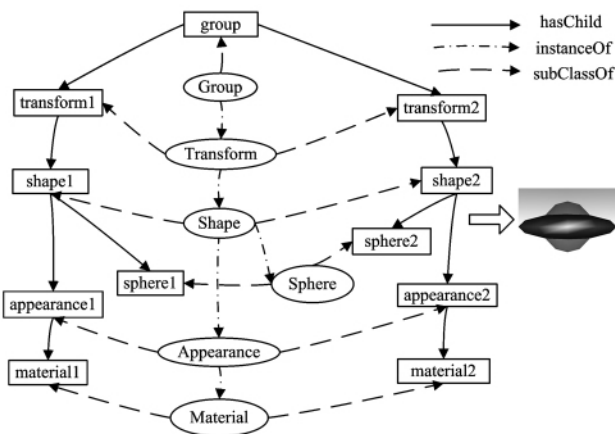 group
hasChild
instanceOf
subClassOf
Group
transform1
transform2
Transform
shape1
shape2
Shape
sphere2
sphere1
Sphere
appearance1
appearance2
Appearance
material1
material2
Material